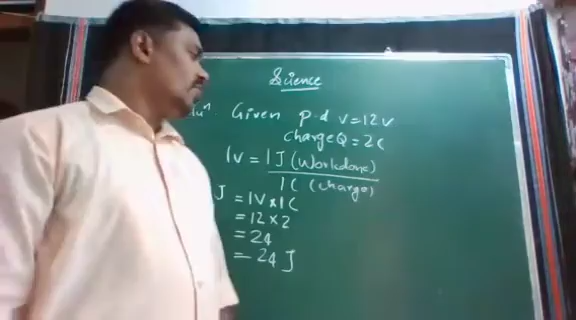 Science
Given p.d V=12V
charge Q = 2C
1V = 1 J (Workdone)
1C (charge)
J = 1V x 1C
= 12 x 2
= 24
= 24 J